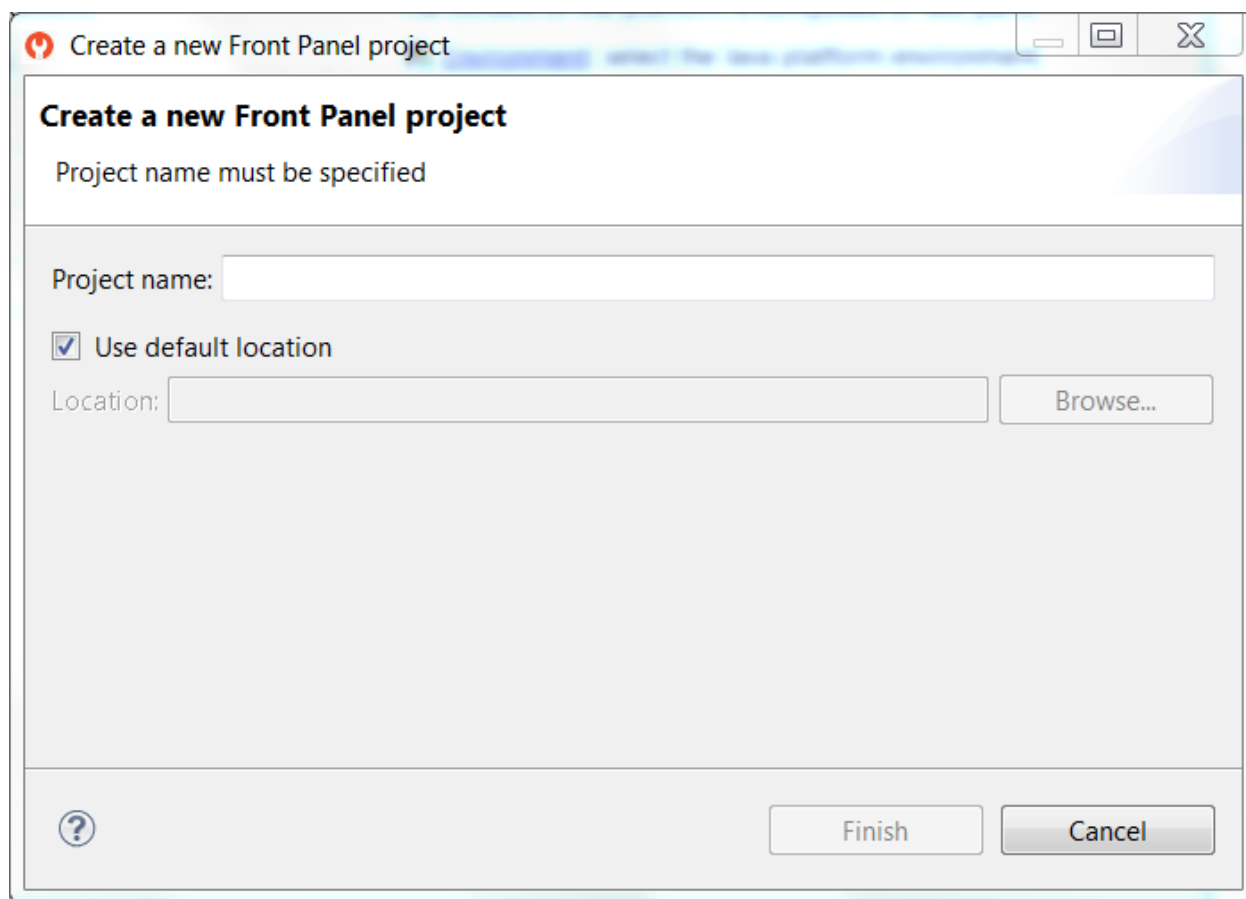 Create a new Front Panel project
Create a new Front Panel project
Project name must be specified
Project name:
Use default location
Location:
Browse...
?
Finish
Cancel